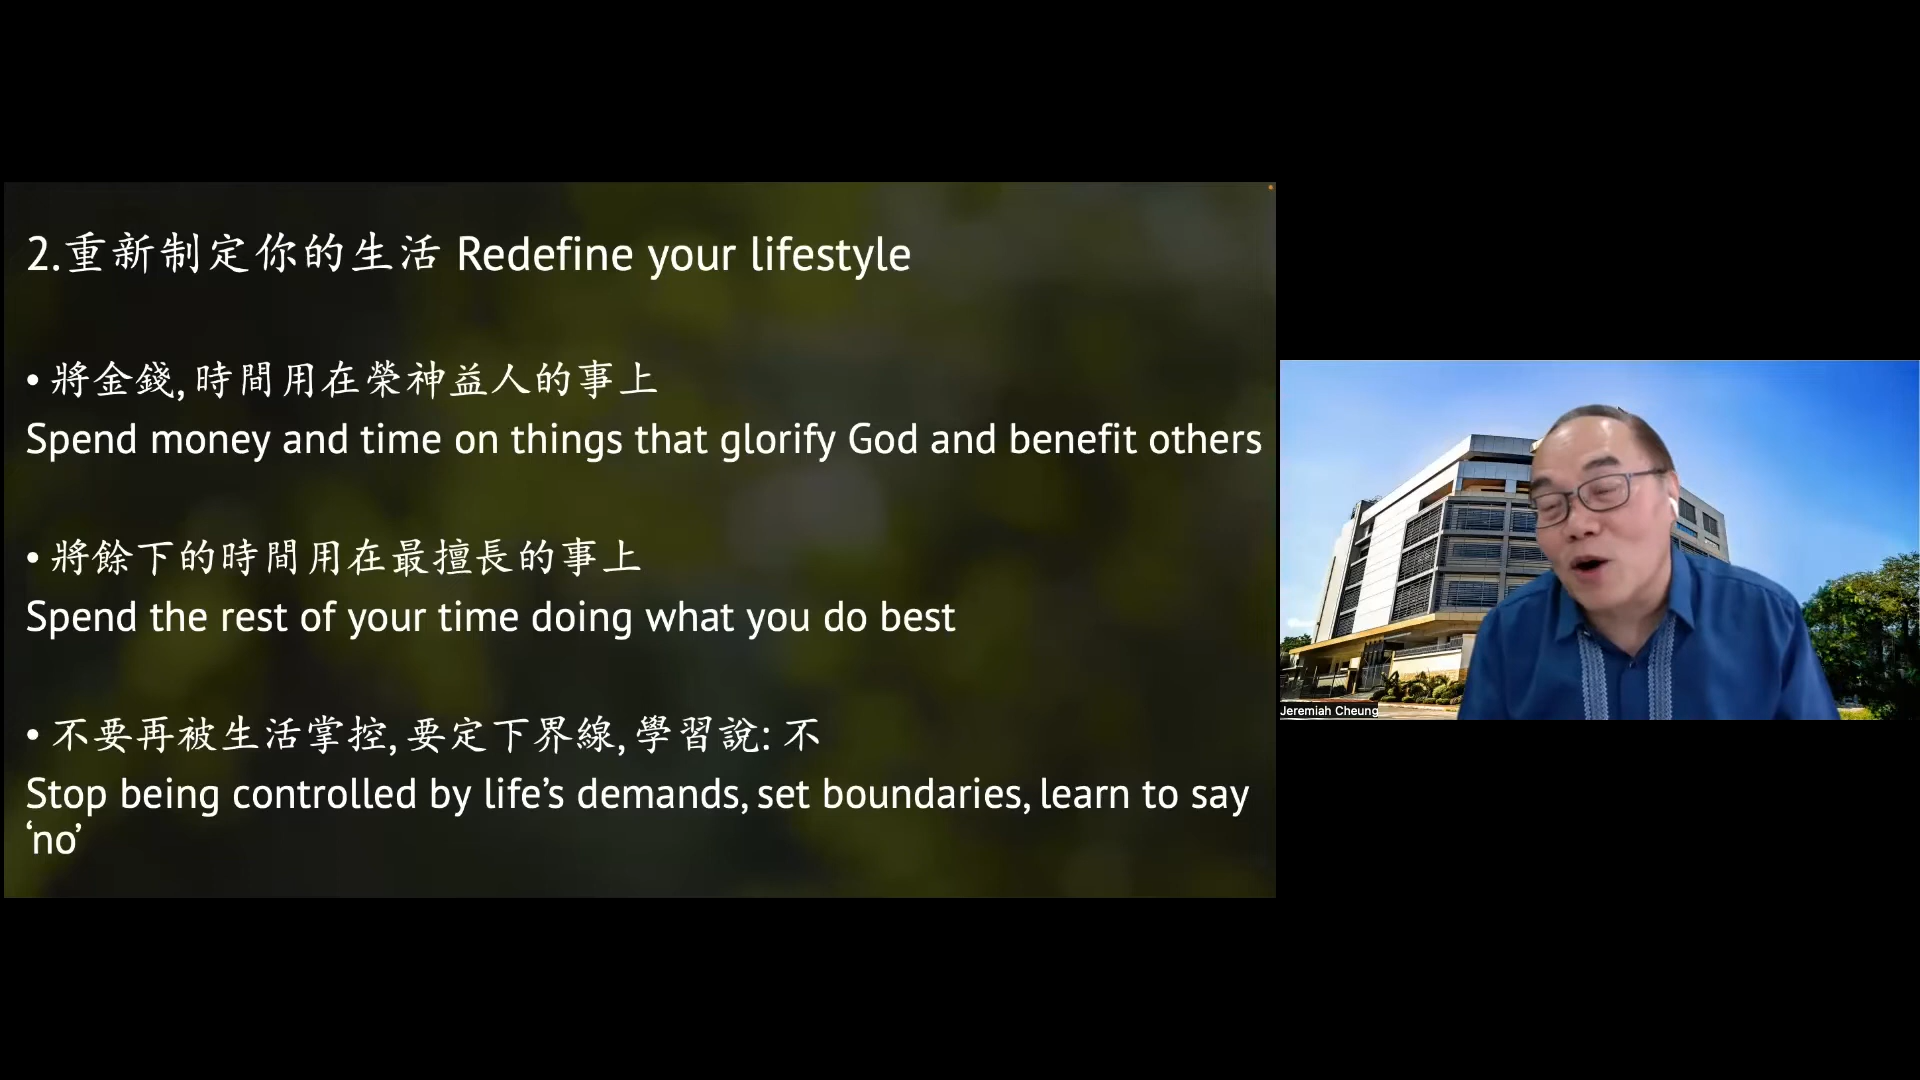 2.重新制定你的生活 Redefine your lifestyle
• 將金錢, 時間用在榮神益人的事上
Spend money and time on things that glorify God and benefit others
• 將餘下的時間用在最擅長的事上
Spend the rest of your time doing what you do best
• 不要再被生活掌控, 要定下界線, 學習說: 不
Stop being controlled by life’s demands, set boundaries, learn to say
‘no’
Jeremiah Cheung